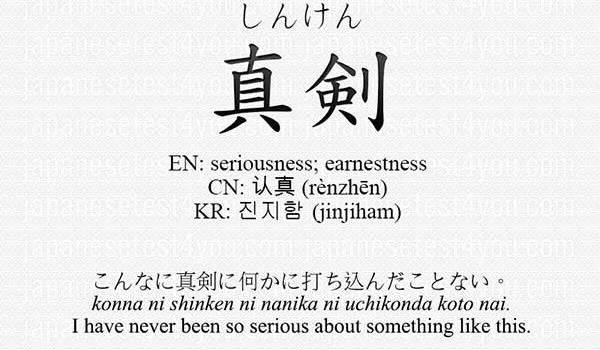 しんけん
真剣
EN: seriousness; earnestness
CN: 认真 (rènzhēn)
KR: 진지함 (jinjiham)
こんなに真剣に何かに打ち込んだことない。
konna ni shinken ni nanika ni uchikonda koto nai.
I have never been so serious about something like this.